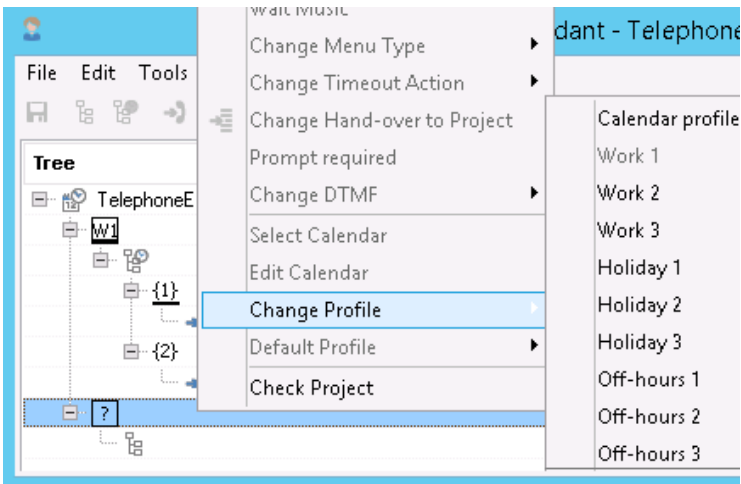 Wait Music
dant - Telephone
Change Menu Type
File Edit Tools
Change Timeout Action
Change Hand-over to Project
Calendar profile
Tree
Prompt required
Work 1
TelephoneE
Change DTMF
Work 2
W1
Select Calendar
Work 3
Edit Calendar
Holiday 1
{1}
Change Profile
Holiday 2
{2}
Default Profile
Holiday 3
Check Project
Off-hours 1
?
Off-hours 2
Off-hours 3